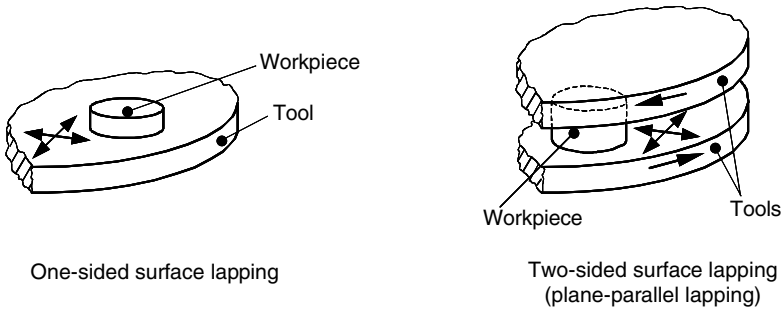 Workpiece
Tool
One-sided surface lapping
Workpiece
Tools
Two-sided surface lapping
(plane-parallel lapping)